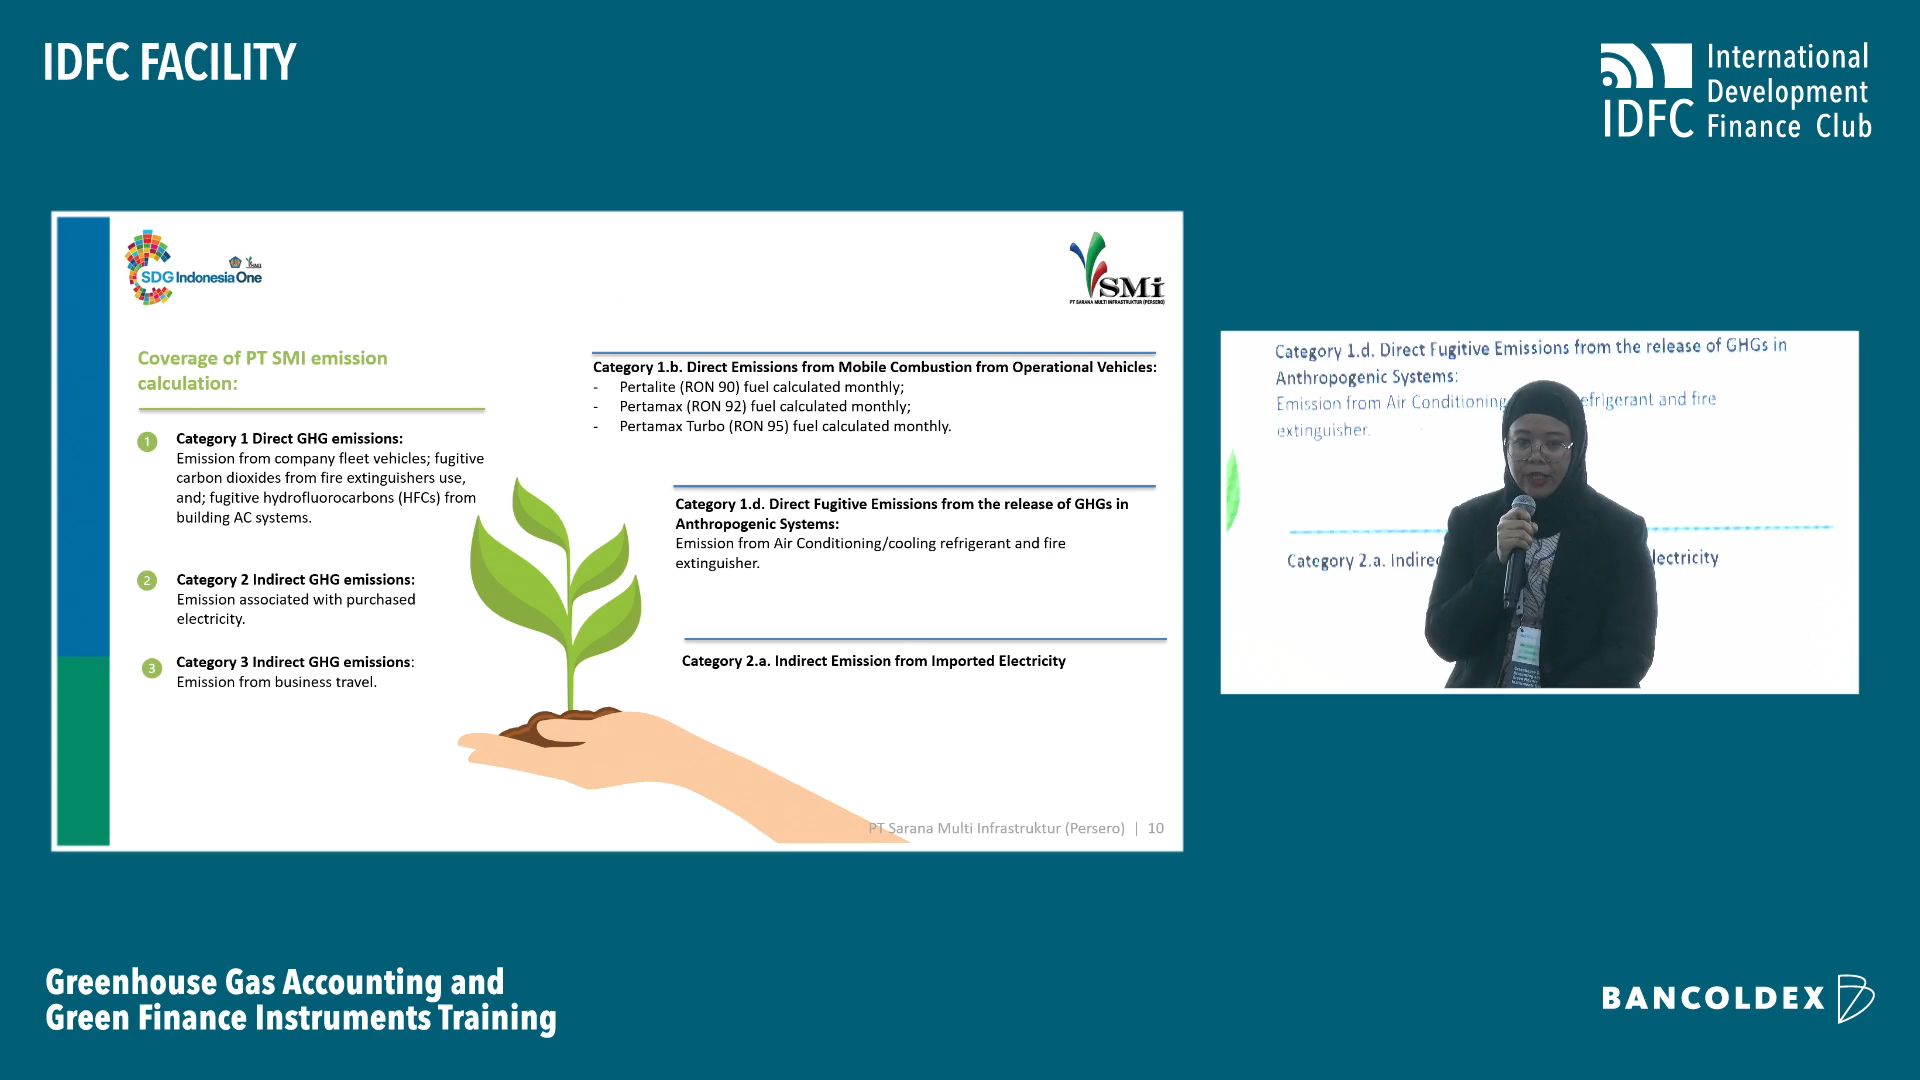 IDFC FACILITY
IDFC
International
Development
Finance Club
SDG Indonesia One
SMi
PT SARANA MULTI INFRASTRUKTUR (PERSERO)
Coverage of PT SMI emission
calculation:
1
Category 1 Direct GHG emissions:
Emission from company fleet vehicles; fugitive
carbon dioxides from fire extinguishers use,
and; fugitive hydrofluorocarbons (HFCs) from
building AC systems.
2
Category 2 Indirect GHG emissions:
Emission associated with purchased
electricity.
3
Category 3 Indirect GHG emissions:
Emission from business travel.
Category 1.b. Direct Emissions from Mobile Combustion from Operational Vehicles:
- Pertalite (RON 90) fuel calculated monthly;
- Pertamax (RON 92) fuel calculated monthly;
- Pertamax Turbo (RON 95) fuel calculated monthly.
Category 1.d. Direct Fugitive Emissions from the release of GHGs in
Anthropogenic Systems:
Emission from Air Conditioning/cooling refrigerant and fire
extinguisher.
Category 2.a. Indirect Emission from Imported Electricity
PT Sarana Multi Infrastruktur (Persero) | 10
Category 1.d. Direct Fugitive Emissions from the release of GHGs in
Anthropogenic Systems:
Emission from Air Conditioning efrigerant and fire
extinguisher.
Category 2.a. Indirec lectricity
Greenhouse Gas Accounting and
Green Finance Instruments Training
BANCOLDEX